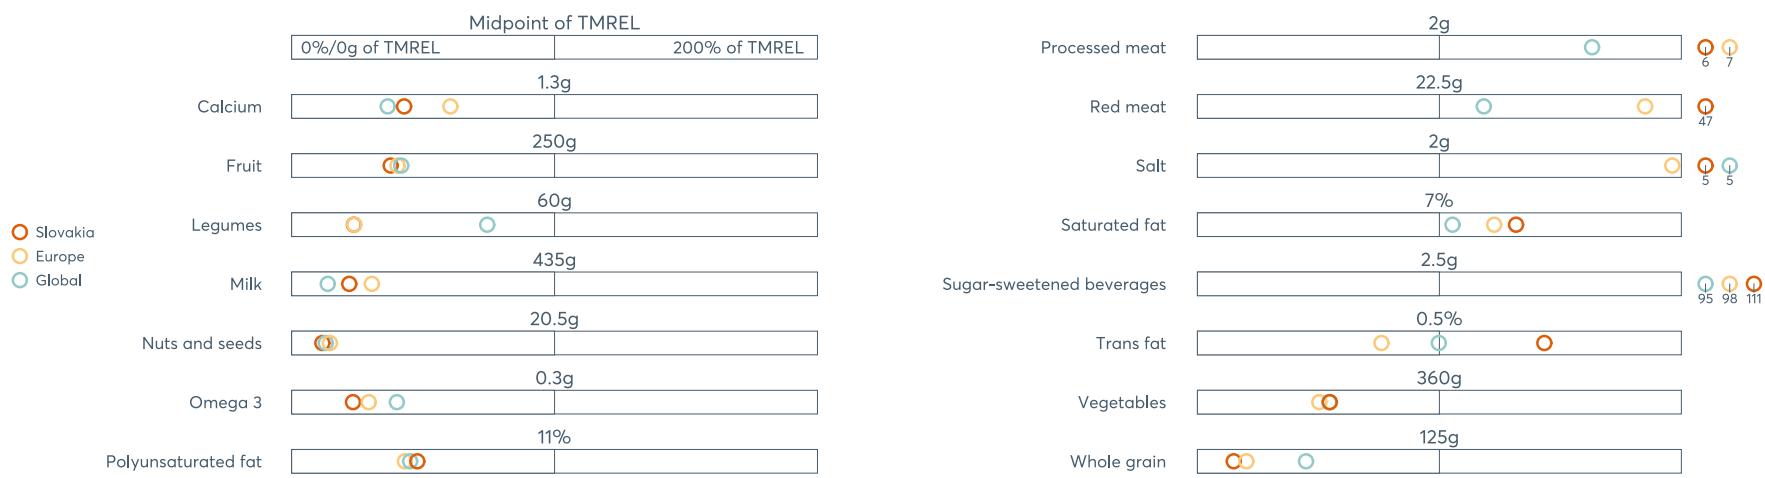 Midpoint of TMREL
0%/0g of TMREL
200% of TMREL
Calcium
1.3g
Fruit
250g
Legumes
60g
Milk
435g
Nuts and seeds
20.5g
Omega 3
0.3g
Polyunsaturated fat
11%
Slovakia
Europe
Global
Processed meat
2g
6 7
Red meat
22.5g
47
Salt
2g
5 5
Saturated fat
7%
Sugar-sweetened beverages
2.5g
95 98 111
Trans fat
0.5%
Vegetables
360g
Whole grain
125g